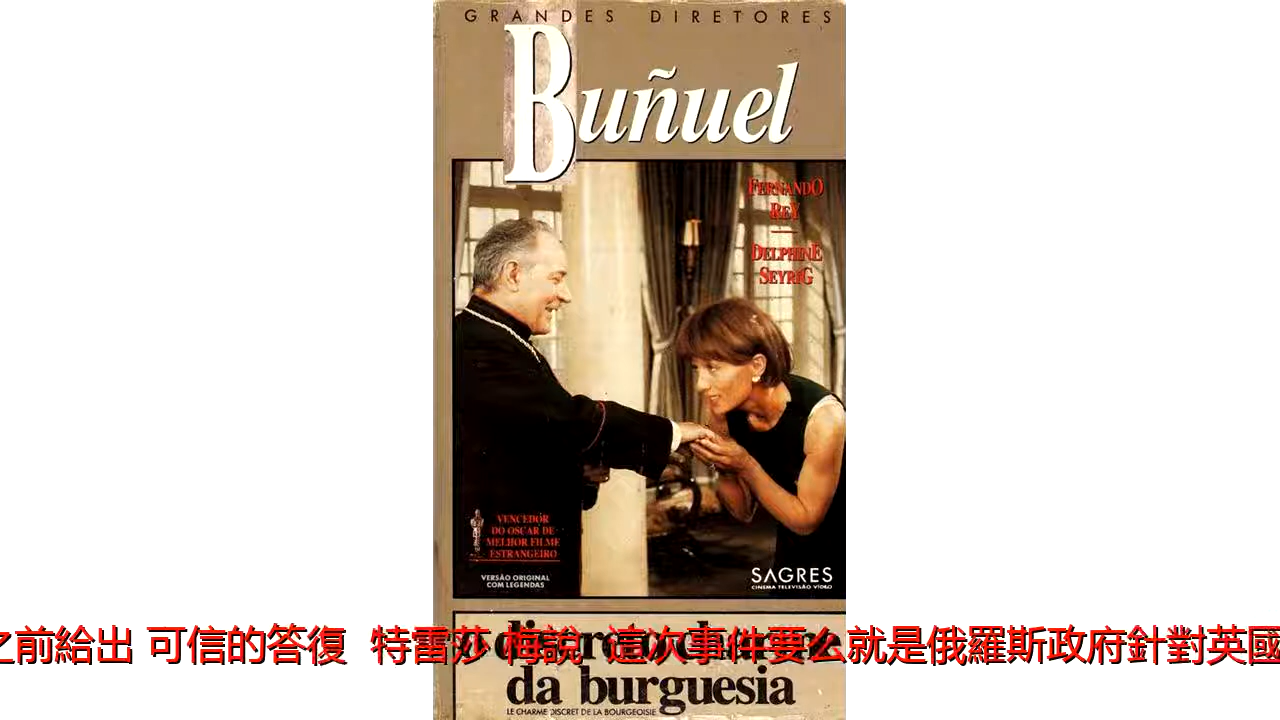 GRANDES DIRETORES
Buñuel
FERNANDO
REY
DELPHINE
SEYRIG
VENCEDOR
DO OSCAR DE
MELHOR FILME
ESTRANGEIRO
VERSÃO ORIGINAL
COM LEGENDAS
SAGRES
CINEMA TELEVISÃO VÍDEO
之前給出 可信的答復 特雷莎 梅說 這次事件要么就是俄羅斯政府針對英國
o discreto charme
da burguesia
LE CHARME DISCRET DE LA BOURGEOISIE